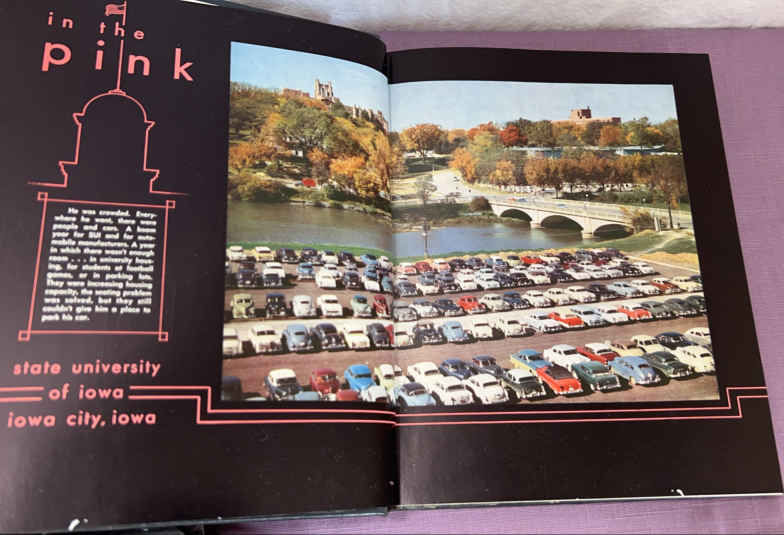 in the
pink
He was crowded. Every-
where he went, there were
people and cars. A boom
year for SUI and for auto-
mobile manufacturers. A year
in which there wasn't enough
room . . . in university hous-
ing, for students at football
games, or in parking lots.
They were increasing housing
capacity, the seating problem
was solved, but they still
couldn't give him a place to
park his car.
state university
of iowa
iowa city, iowa